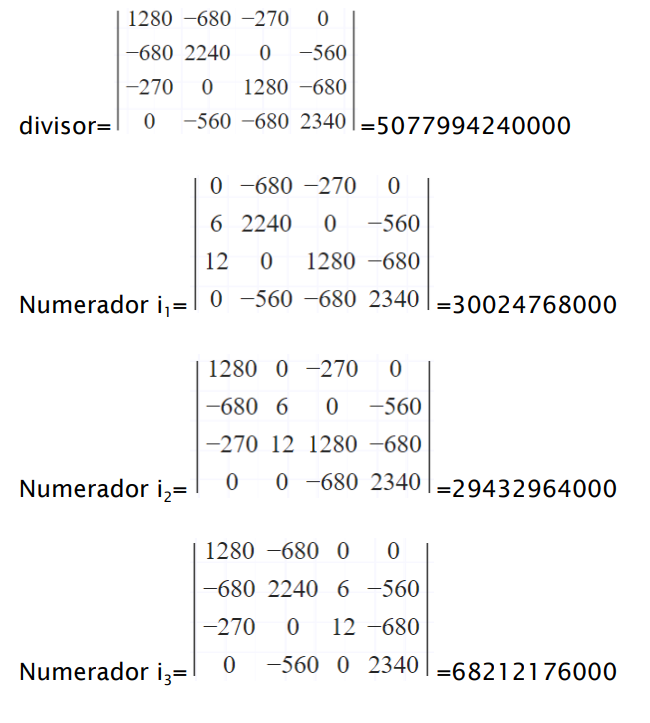 1280 −680 −270 0
−680 2240 0 −560
−270 0 1280 −680
divisor= 0 −560 −680 2340 =5077994240000
0 −680 −270 0
6 2240 0 −560
12 0 1280 −680
Numerador i₁= 0 −560 −680 2340 =30024768000
1280 0 −270 0
−680 6 0 −560
−270 12 1280 −680
Numerador i₂= 0 0 −680 2340 =29432964000
1280 −680 0 0
−680 2240 6 −560
−270 0 12 −680
Numerador i₃= 0 −560 0 2340 =68212176000